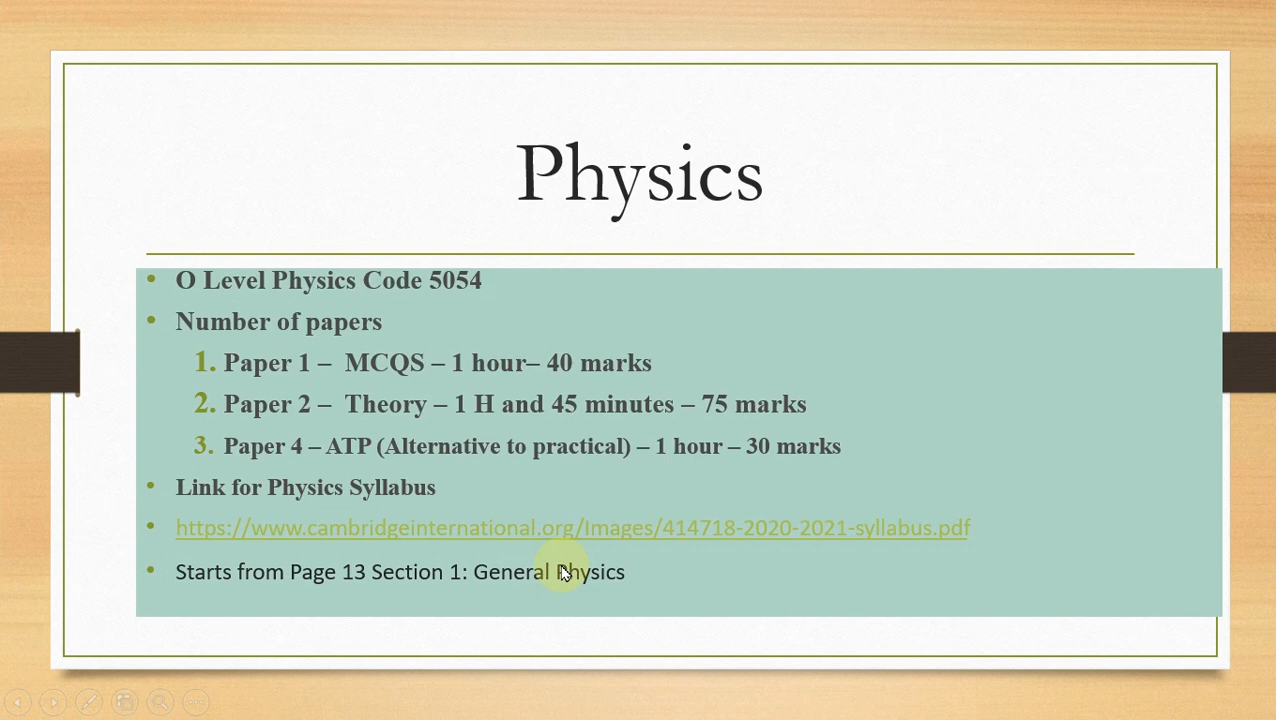 Physics
• O Level Physics Code 5054
• Number of papers
1. Paper 1 – MCQS – 1 hour– 40 marks
2. Paper 2 – Theory – 1 H and 45 minutes – 75 marks
3. Paper 4 – ATP (Alternative to practical) – 1 hour – 30 marks
• Link for Physics Syllabus
• https://www.cambridgeinternational.org/Images/414718-2020-2021-syllabus.pdf
• Starts from Page 13 Section 1: General Physics